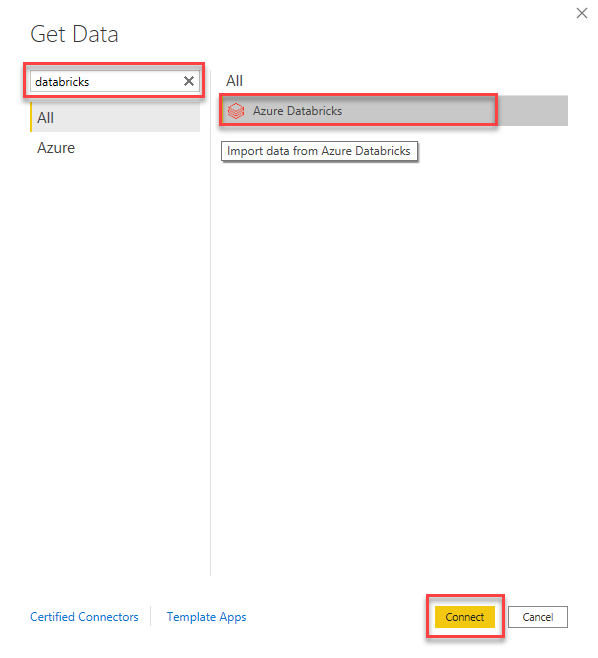 Get Data
databricks
All
Azure
All
Azure Databricks
Import data from Azure Databricks
Certified Connectors
Template Apps
Connect
Cancel